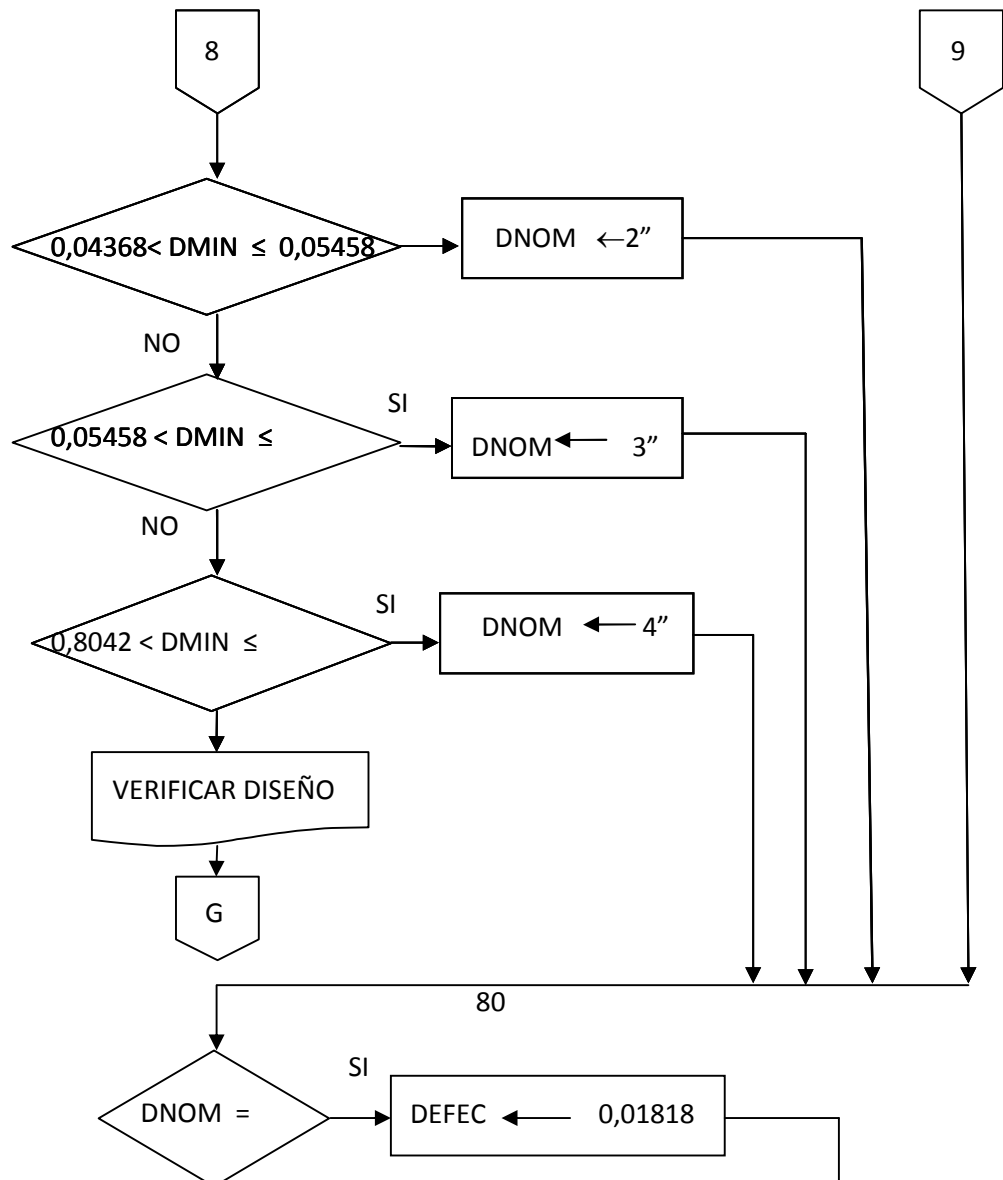 8
9
0,04368< DMIN ≤ 0,05458
DNOM ←2”
NO
SI
0,05458 < DMIN ≤
DNOM ← 3”
NO
SI
0,8042 < DMIN ≤
DNOM ← 4”
VERIFICAR DISEÑO
G
80
SI
DNOM =
DEFEC ← 0,01818